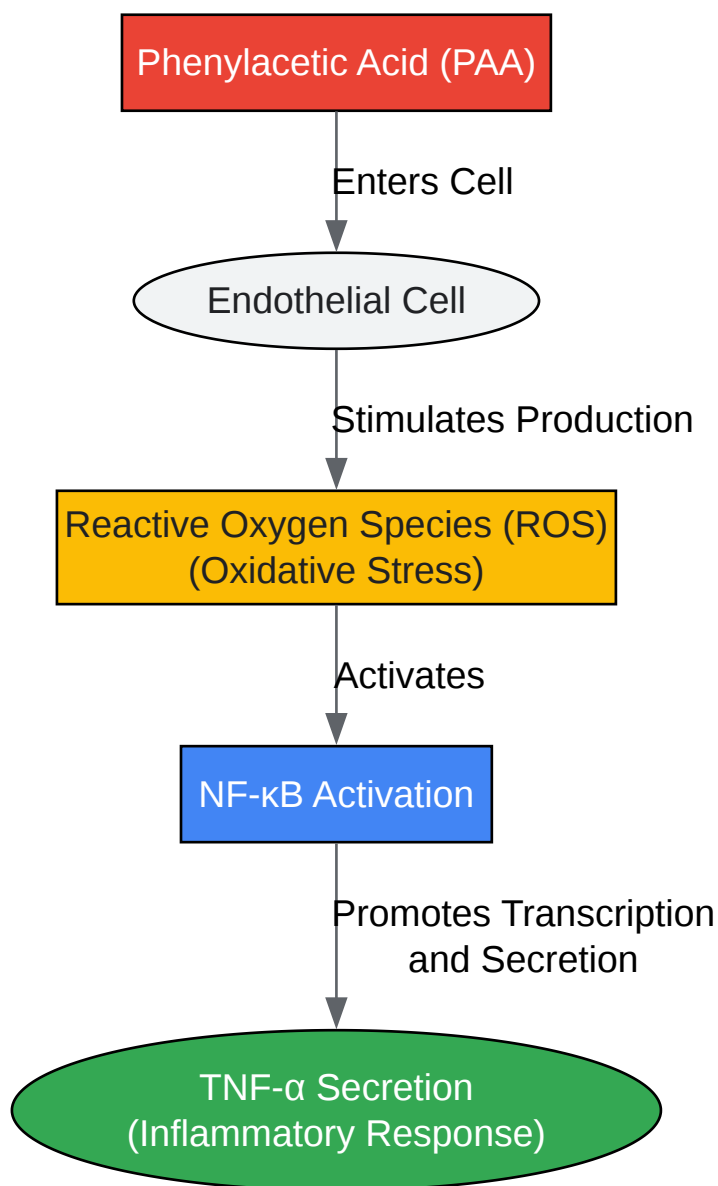 Phenylacetic Acid (PAA)
Enters Cell
Endothelial Cell
Stimulates Production
Reactive Oxygen Species (ROS)
(Oxidative Stress)
Activates
NF-κB Activation
Promotes Transcription
and Secretion
TNF-α Secretion
(Inflammatory Response)